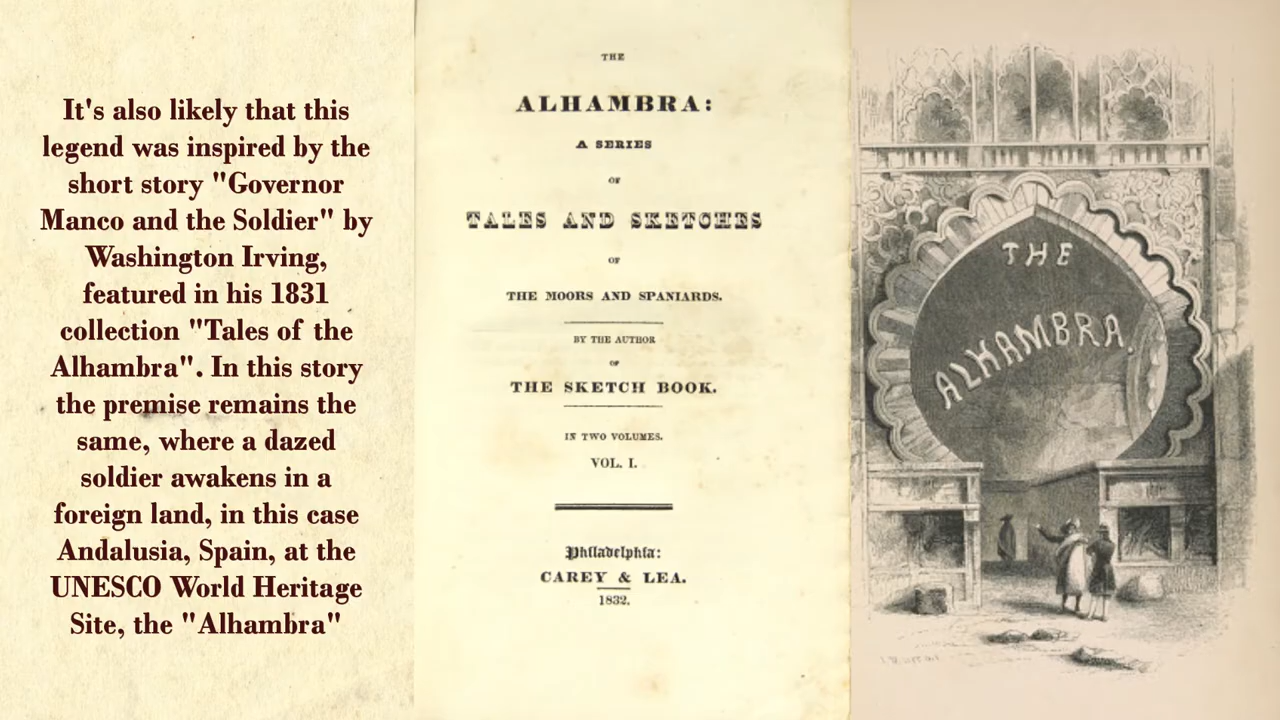 It's also likely that this
legend was inspired by the
short story "Governor
Manco and the Soldier" by
Washington Irving,
featured in his 1831
collection "Tales of the
Alhambra". In this story
the premise remains the
same, where a dazed
soldier awakens in a
foreign land, in this case
Andalusia, Spain, at the
UNESCO World Heritage
Site, the "Alhambra"
THE
ALHAMBRA:
A SERIES
OF
TALES AND SKETCHES
OF
THE MOORS AND SPANIARDS.
BY THE AUTHOR
OF
THE SKETCH BOOK.
IN TWO VOLUMES.
VOL. I.
Philadelphia:
CAREY & LEA.
1832.
THE
ALHAMBRA.